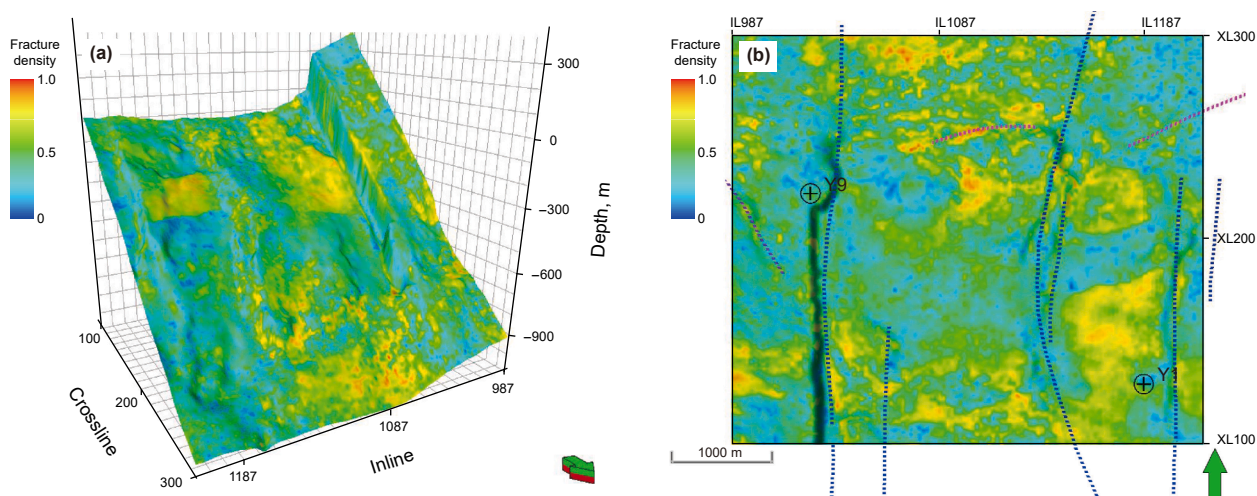 Fracture
density
1.0
0.5
0
(a)
300
0
−300
−600
−900
Depth, m
100
200
300
Crossline
1187
1087
987
Inline
Fracture
density
1.0
0.5
0
(b)
IL987
IL1087
IL1187
XL300
XL200
XL100
Y9
Y1
1000 m